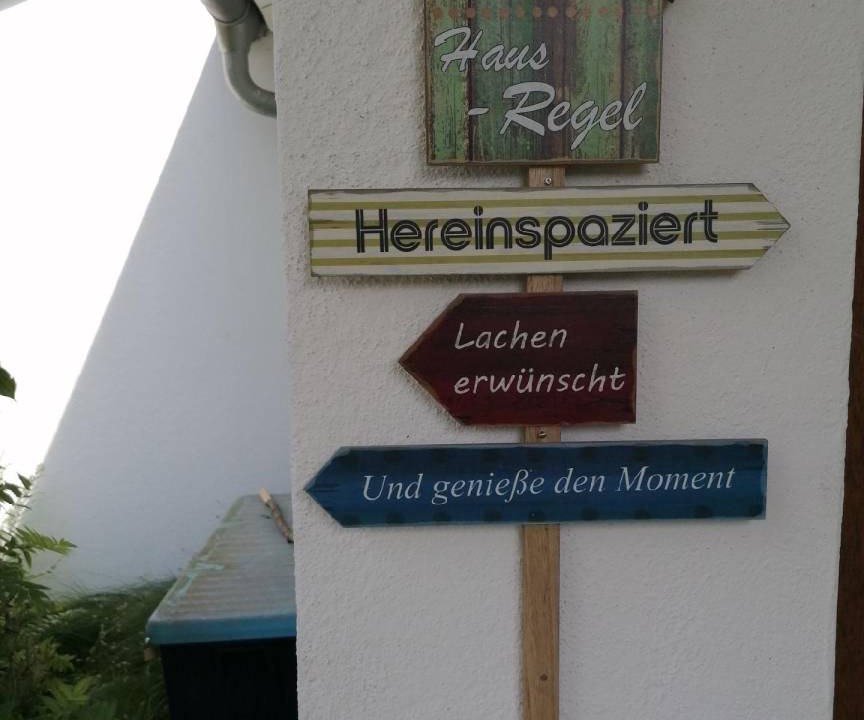 Haus
-Regel
Hereinspaziert
Lachen
erwünscht
Und genieße den Moment